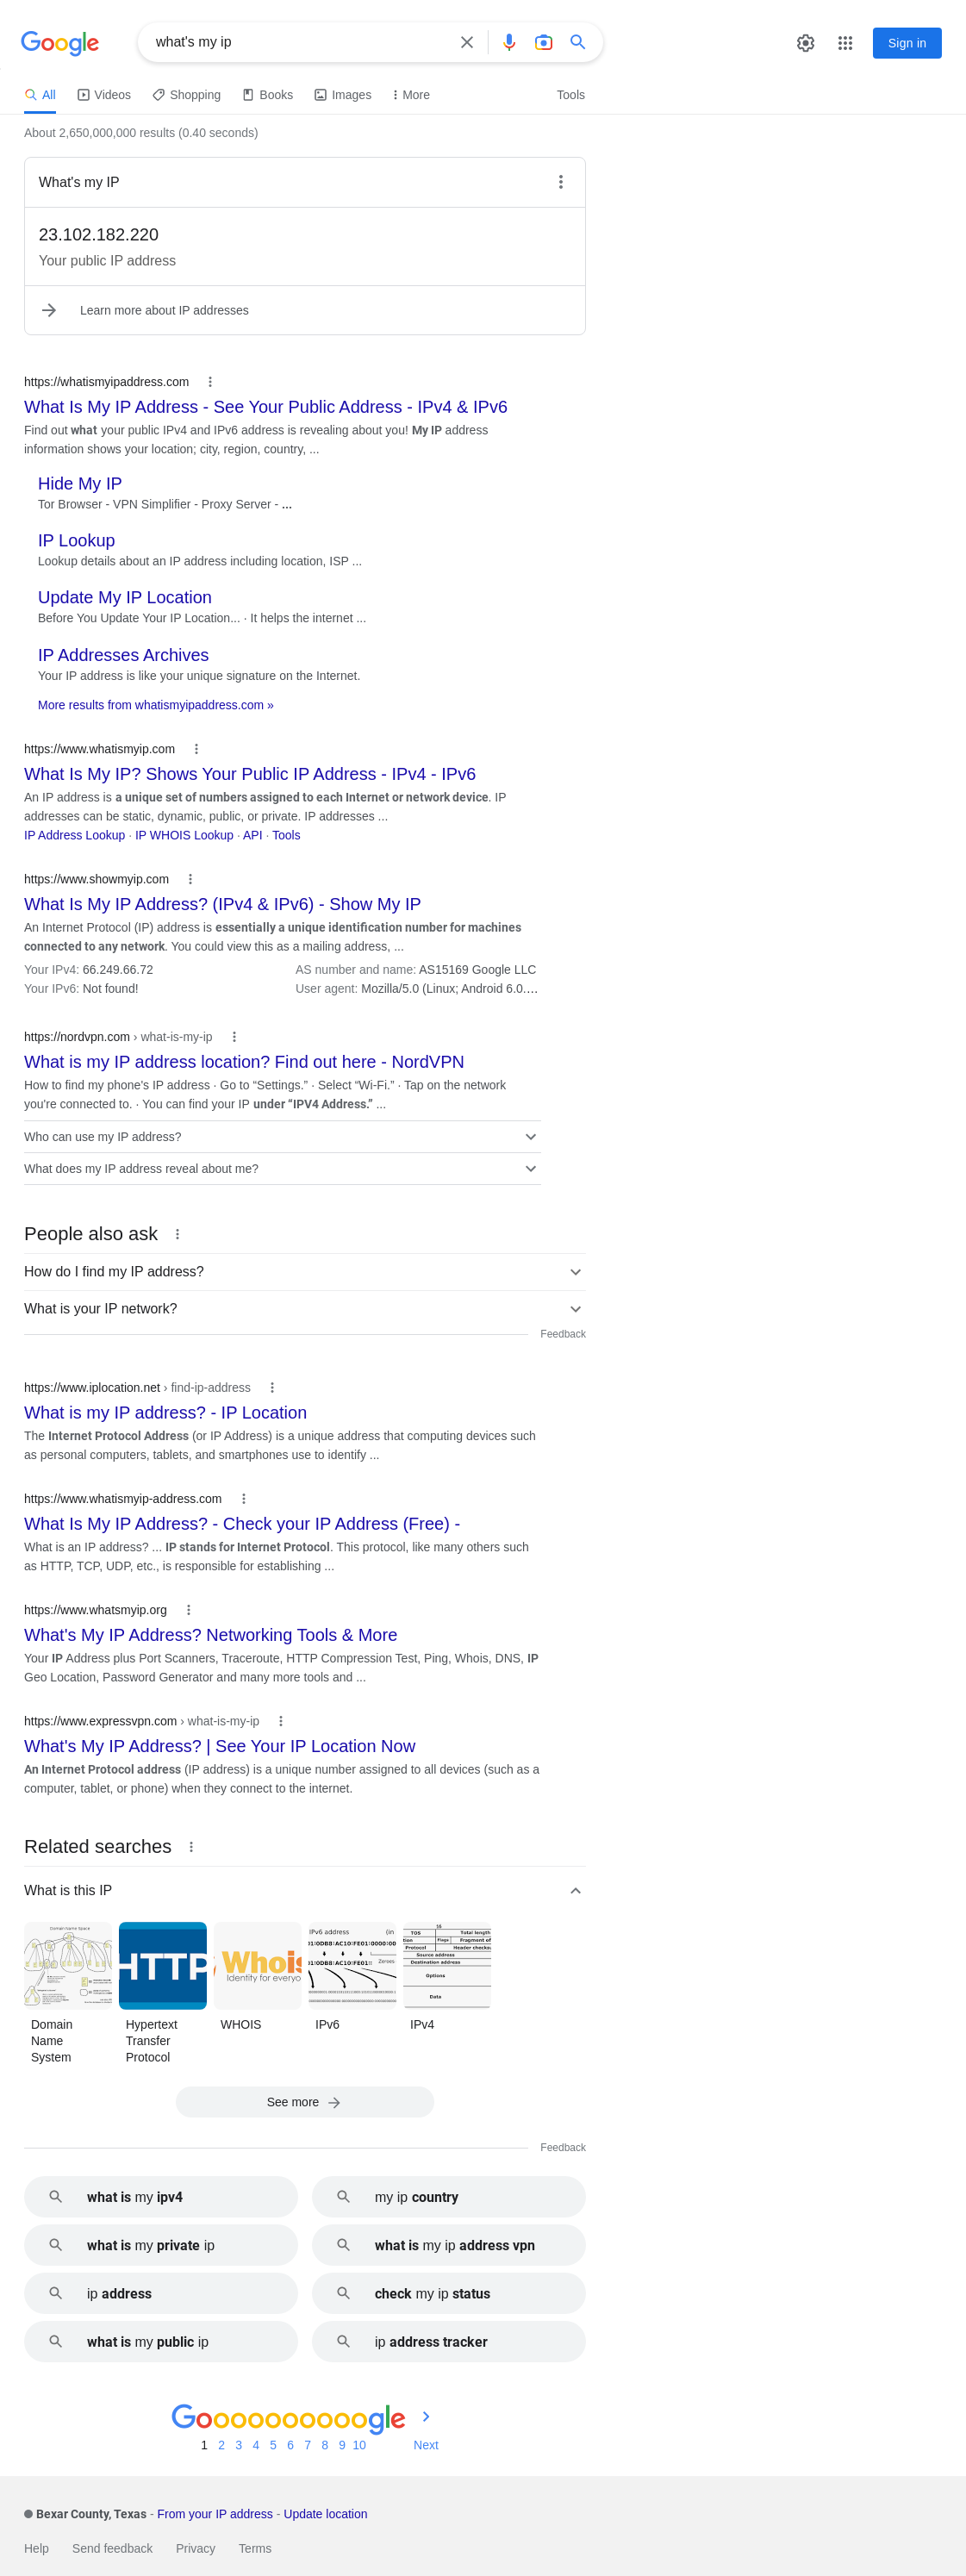 Google
what's my ip
Sign in
All
Videos
Shopping
Books
Images
More
Tools
About 2,650,000,000 results (0.40 seconds)
What's my IP
23.102.182.220
Your public IP address
Learn more about IP addresses
https://whatismyipaddress.com
What Is My IP Address - See Your Public Address - IPv4 & IPv6
Find out what your public IPv4 and IPv6 address is revealing about you! My IP address
information shows your location; city, region, country, ...
Hide My IP
Tor Browser - VPN Simplifier - Proxy Server - ...
IP Lookup
Lookup details about an IP address including location, ISP ...
Update My IP Location
Before You Update Your IP Location... · It helps the internet ...
IP Addresses Archives
Your IP address is like your unique signature on the Internet.
More results from whatismyipaddress.com »
https://www.whatismyip.com
What Is My IP? Shows Your Public IP Address - IPv4 - IPv6
An IP address is a unique set of numbers assigned to each Internet or network device. IP
addresses can be static, dynamic, public, or private. IP addresses ...
IP Address Lookup · IP WHOIS Lookup · API · Tools
https://www.showmyip.com
What Is My IP Address? (IPv4 & IPv6) - Show My IP
An Internet Protocol (IP) address is essentially a unique identification number for machines
connected to any network. You could view this as a mailing address, ...
Your IPv4: 66.249.66.72
AS number and name: AS15169 Google LLC
Your IPv6: Not found!
User agent: Mozilla/5.0 (Linux; Android 6.0....
https://nordvpn.com › what-is-my-ip
What is my IP address location? Find out here - NordVPN
How to find my phone's IP address · Go to “Settings.” · Select “Wi-Fi.” · Tap on the network
you're connected to. · You can find your IP under “IPV4 Address.” ...
Who can use my IP address?
What does my IP address reveal about me?
People also ask
How do I find my IP address?
What is your IP network?
Feedback
https://www.iplocation.net › find-ip-address
What is my IP address? - IP Location
The Internet Protocol Address (or IP Address) is a unique address that computing devices such
as personal computers, tablets, and smartphones use to identify ...
https://www.whatismyip-address.com
What Is My IP Address? - Check your IP Address (Free) -
What is an IP address? ... IP stands for Internet Protocol. This protocol, like many others such
as HTTP, TCP, UDP, etc., is responsible for establishing ...
https://www.whatsmyip.org
What's My IP Address? Networking Tools & More
Your IP Address plus Port Scanners, Traceroute, HTTP Compression Test, Ping, Whois, DNS, IP
Geo Location, Password Generator and many more tools and ...
https://www.expressvpn.com › what-is-my-ip
What's My IP Address? | See Your IP Location Now
An Internet Protocol address (IP address) is a unique number assigned to all devices (such as a
computer, tablet, or phone) when they connect to the internet.
Related searches
What is this IP
Domain Name Space
HTTP
Whois
Identity for everyo
IPv6 address (in
Zeroes
16
TOS
Total length
Flags
Fragment of
Protocol
Header checks
Source address
Destination address
Options
Data
Domain
Name
System
Hypertext
Transfer
Protocol
WHOIS
IPv6
IPv4
See more
Feedback
what is my ipv4
my ip country
what is my private ip
what is my ip address vpn
ip address
check my ip status
what is my public ip
ip address tracker
Goooooooooogle
1 2 3 4 5 6 7 8 9 10
Next
Bexar County, Texas - From your IP address - Update location
Help
Send feedback
Privacy
Terms